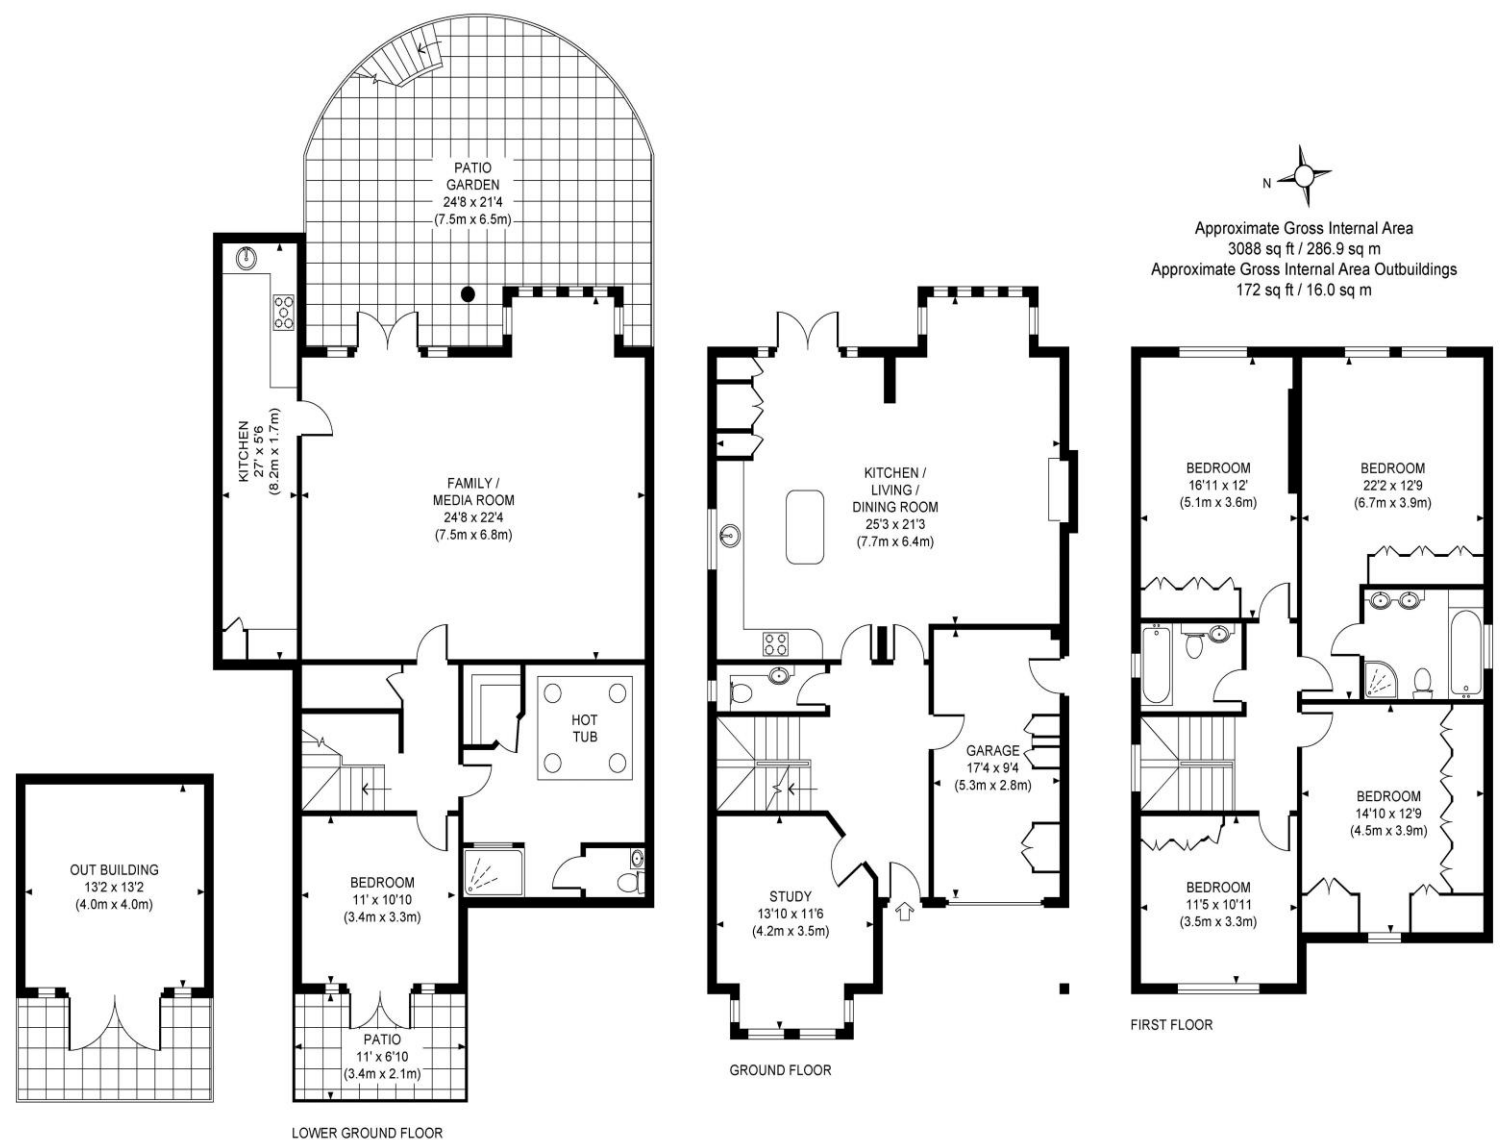 PATIO
GARDEN
24'8 x 21'4
(7.5m x 6.5m)
KITCHEN
27' x 5'6
(8.2m x 1.7m)
FAMILY /
MEDIA ROOM
24'8 x 22'4
(7.5m x 6.8m)
HOT
TUB
OUT BUILDING
13'2 x 13'2
(4.0m x 4.0m)
BEDROOM
11' x 10'10
(3.4m x 3.3m)
PATIO
11' x 6'10
(3.4m x 2.1m)
LOWER GROUND FLOOR
KITCHEN /
LIVING /
DINING ROOM
25'3 x 21'3
(7.7m x 6.4m)
GARAGE
17'4 x 9'4
(5.3m x 2.8m)
STUDY
13'10 x 11'6
(4.2m x 3.5m)
GROUND FLOOR
N
Approximate Gross Internal Area
3088 sq ft / 286.9 sq m
Approximate Gross Internal Area Outbuildings
172 sq ft / 16.0 sq m
BEDROOM
16'11 x 12'
(5.1m x 3.6m)
BEDROOM
22'2 x 12'9
(6.7m x 3.9m)
BEDROOM
14'10 x 12'9
(4.5m x 3.9m)
BEDROOM
11'5 x 10'11
(3.5m x 3.3m)
FIRST FLOOR